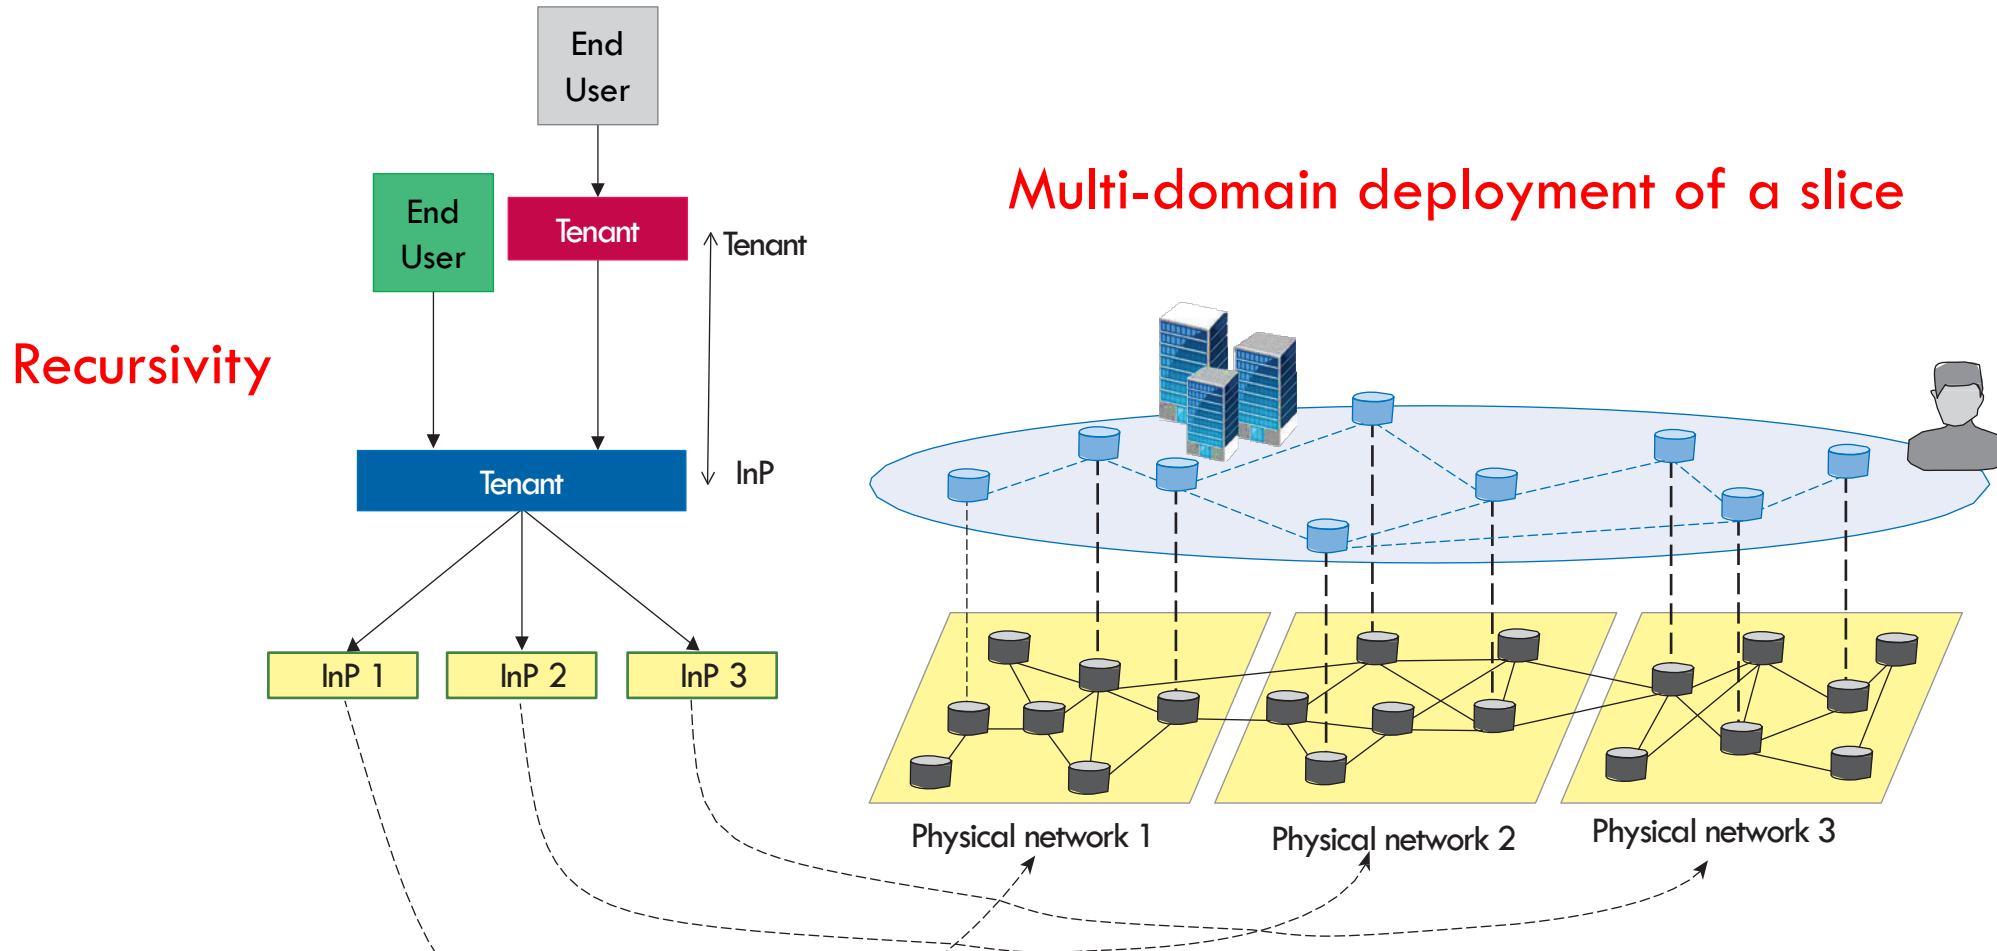 End
User
End
User
Tenant
Tenant
Multi-domain deployment of a slice
Recursivity
Tenant
InP
InP 1
InP 2
InP 3
Physical network 1
Physical network 2
Physical network 3